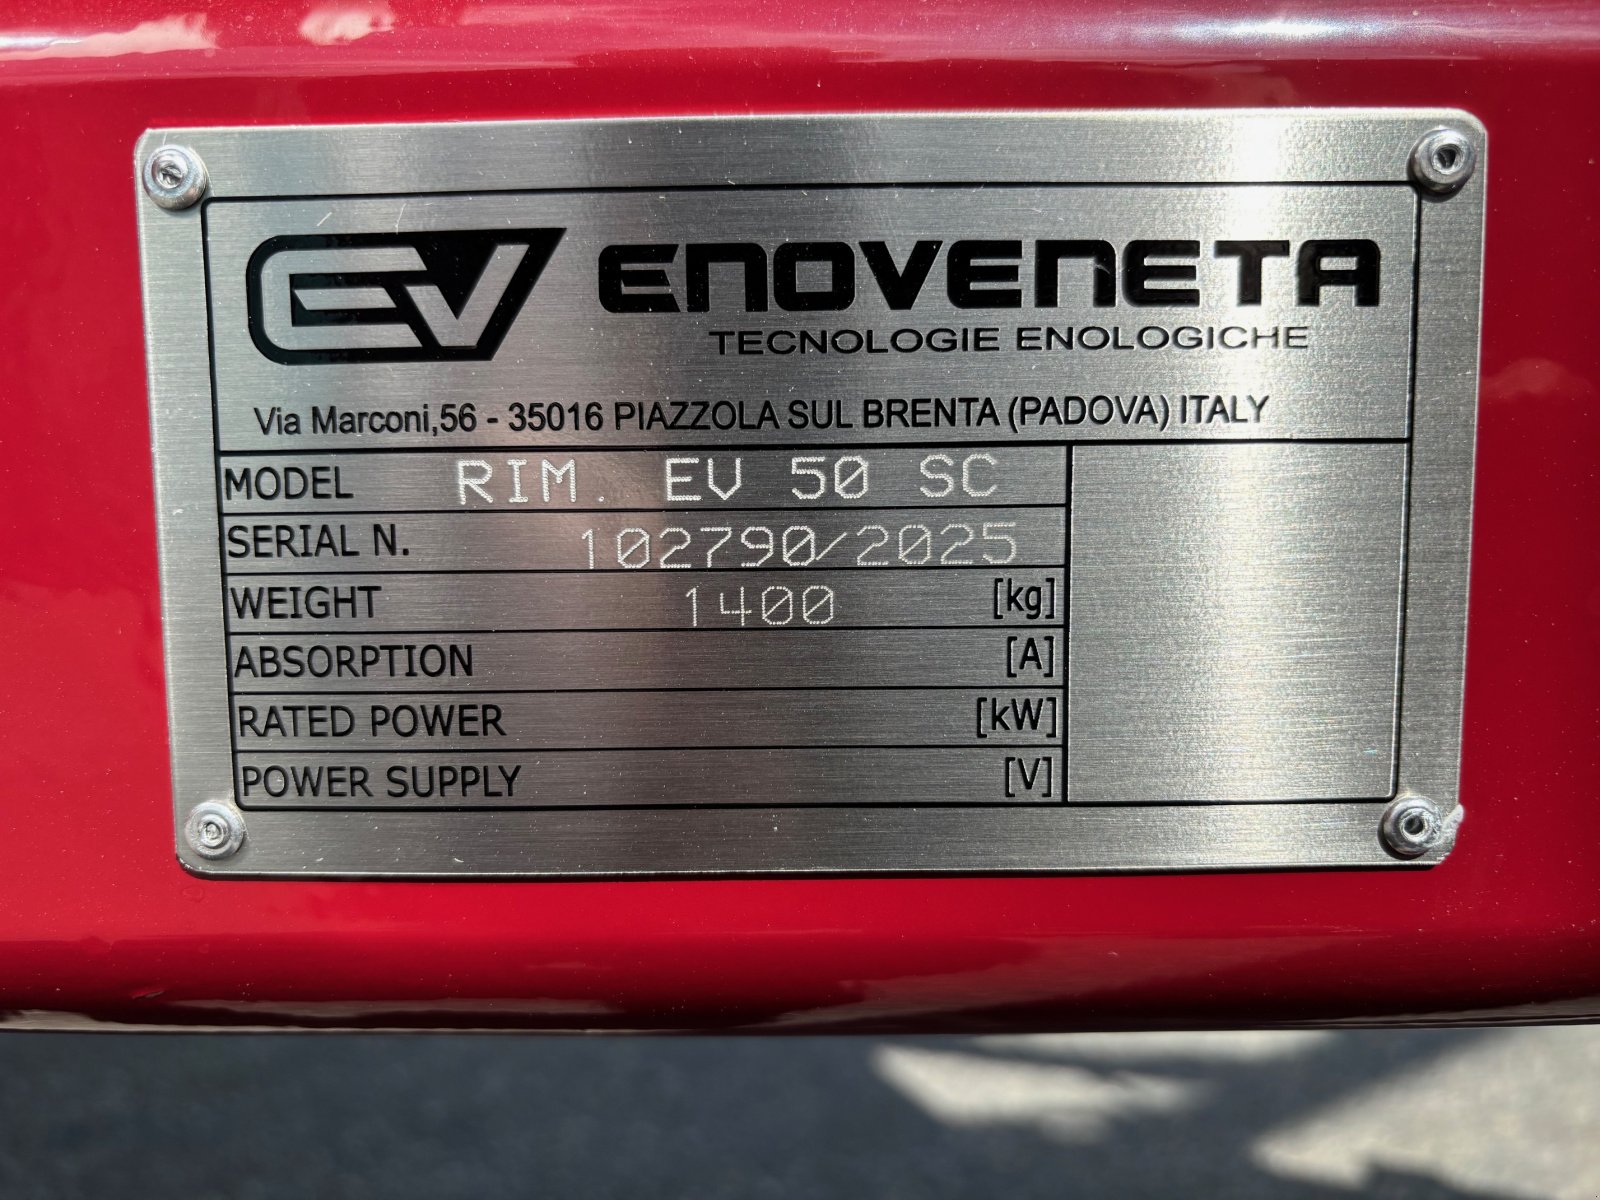 EV ENOVENETA
TECNOLOGIE ENOLOGICHE
Via Marconi,56 - 35016 PIAZZOLA SUL BRENTA (PADOVA) ITALY
MODEL RIM. EV 50 SC
SERIAL N. 102790/2025
WEIGHT 1400 [kg]
ABSORPTION [A]
RATED POWER [kW]
POWER SUPPLY [V]